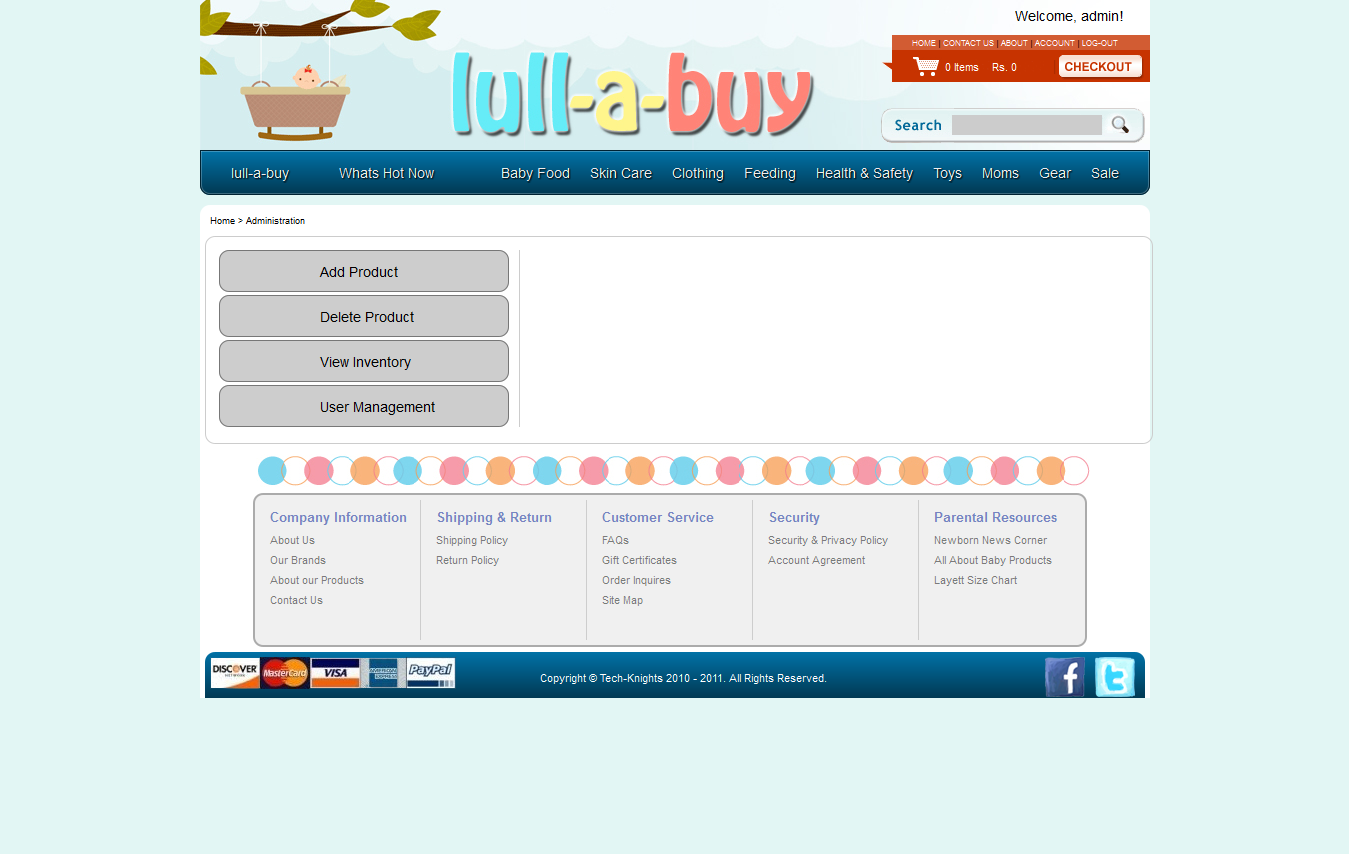 Welcome, admin!
HOME | CONTACT US | ABOUT | ACCOUNT | LOG-OUT
0 Items Rs. 0 CHECKOUT
lull-a-buy
Search
lull-a-buy Whats Hot Now Baby Food Skin Care Clothing Feeding Health & Safety Toys Moms Gear Sale
Home > Administration
Add Product
Delete Product
View Inventory
User Management
Company Information Shipping & Return Customer Service Security Parental Resources
About Us Shipping Policy FAQs Security & Privacy Policy Newborn News Corner
Our Brands Return Policy Gift Certificates Account Agreement All About Baby Products
About our Products Order Inquires Layett Size Chart
Contact Us Site Map
DISCOVER MasterCard VISA AMERICAN EXPRESS PayPal
NETWORK
Copyright © Tech-Knights 2010 - 2011. All Rights Reserved.
f t